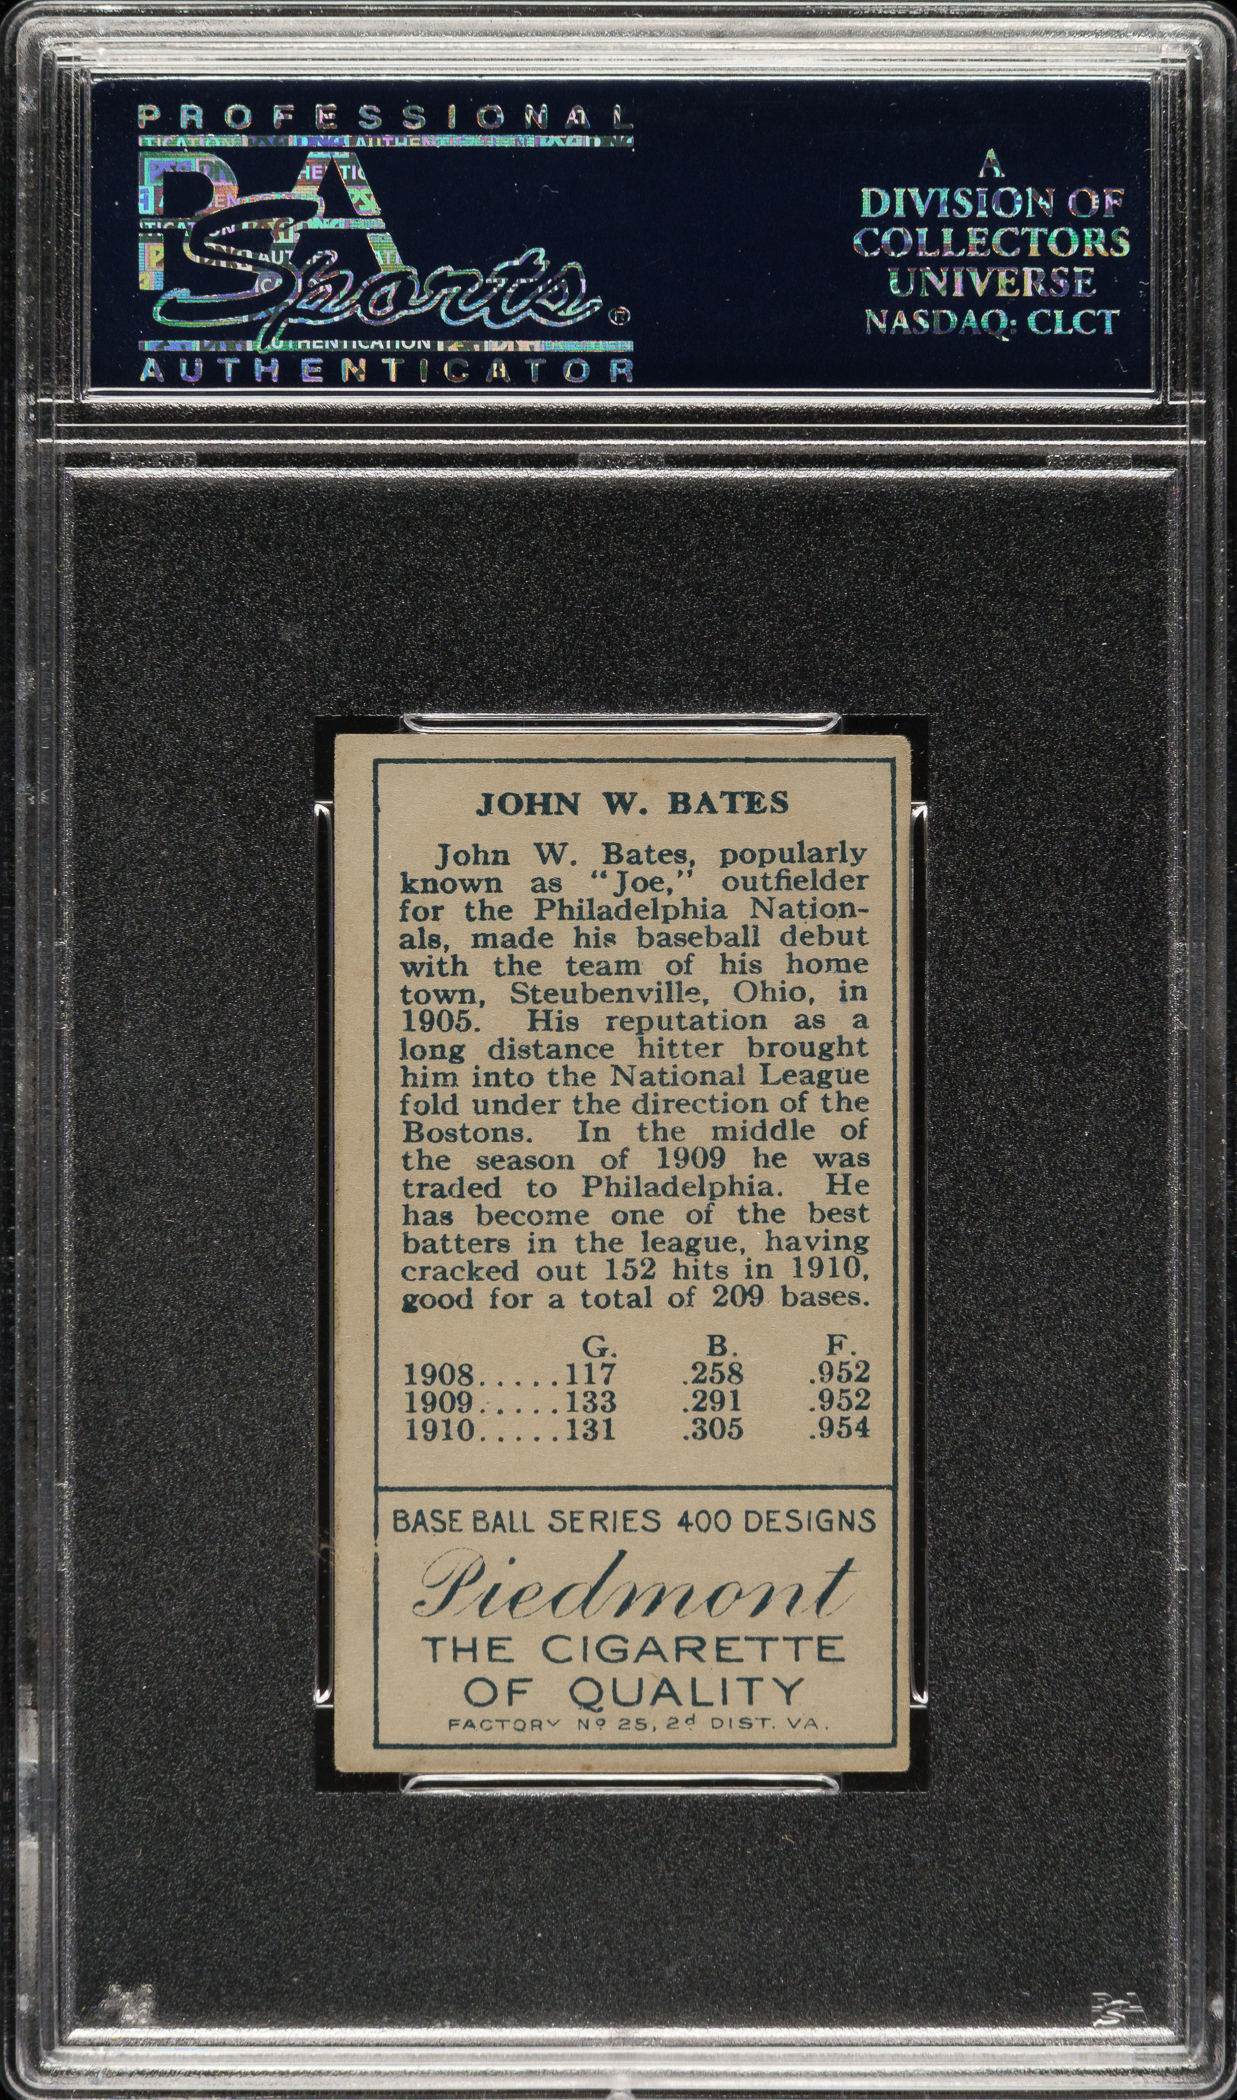 PROFESSIONAL
PSA
Sports®
AUTHENTICATOR
A
DIVISION OF
COLLECTORS
UNIVERSE
NASDAQ: CLCT
JOHN W. BATES
John W. Bates, popularly
known as "Joe," outfielder
for the Philadelphia Nation-
als, made his baseball debut
with the team of his home
town, Steubenville, Ohio, in
1905. His reputation as a
long distance hitter brought
him into the National League
fold under the direction of the
Bostons. In the middle of
the season of 1909 he was
traded to Philadelphia. He
has become one of the best
batters in the league, having
cracked out 152 hits in 1910,
good for a total of 209 bases.
G. B. F.
1908.....117 .258 .952
1909.....133 .291 .952
1910.....131 .305 .954
BASE BALL SERIES 400 DESIGNS
Piedmont
THE CIGARETTE
OF QUALITY
FACTORY Nº 25, 2d DIST. VA.
PSA